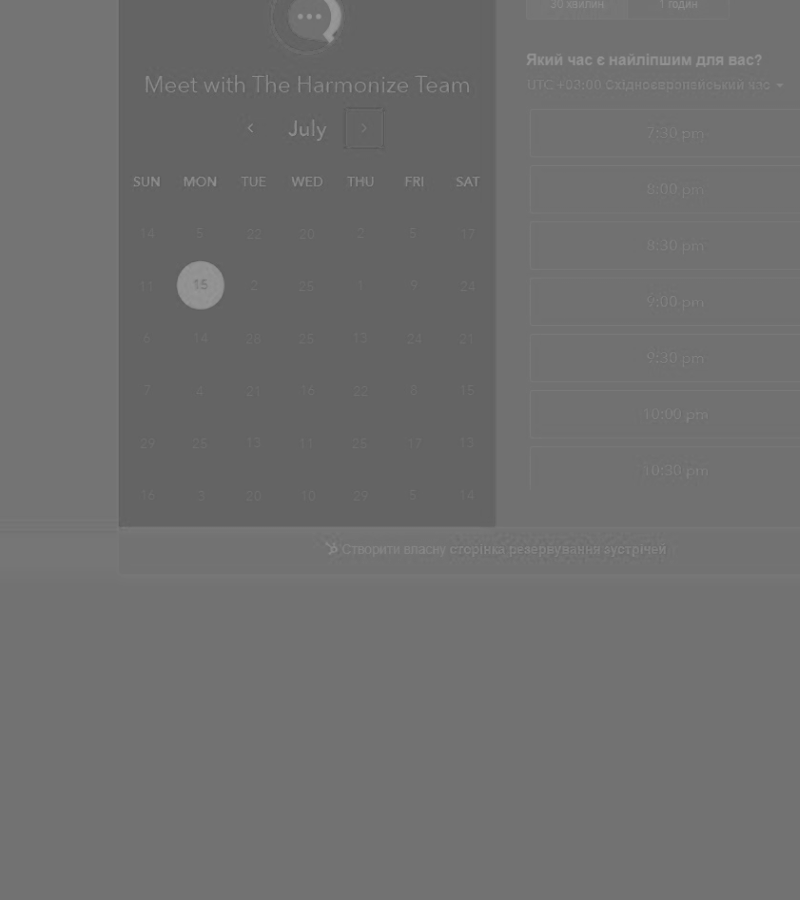 Meet with The Harmonize Team
July
SUN MON TUE WED THU FRI SAT
14 5 22 20 2 5 17
11 15 2 25 1 9 24
6 14 28 25 13 24 21
7 4 21 16 22 8 15
29 25 13 11 25 17 13
16 3 20 10 29 5 14
30 хвилин 1 годин
Який час є найліпшим для вас?
UTC +03:00 Східноєвропейський час
7:30 pm
8:00 pm
8:30 pm
9:00 pm
9:30 pm
10:00 pm
10:30 pm
Створити власну сторінка резервування зустрічей